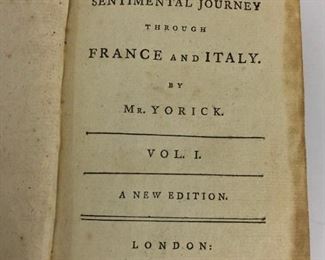 SENTIMENTAL JOURNEY
THROUGH
FRANCE AND ITALY.
BY
MR. YORICK.
VOL. I.
A NEW EDITION.
LONDON: